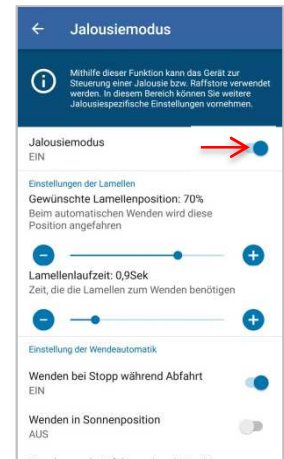 Jalousiemodus
Mithilfe dieser Funktion kann das Gerät zur
Steuerung einer Jalousie bzw. Raffstore verwendet
werden. In diesem Bereich können Sie weitere
Jalousiespezifische Einstellungen vornehmen.
Jalousiemodus
EIN
Einstellungen der Lamellen
Gewünschte Lamellenposition: 70%
Beim automatischen Wenden wird diese
Position angefahren
Lamellenlaufzeit: 0,9Sek
Zeit, die die Lamellen zum Wenden benötigen
Einstellung der Wendeautomatik
Wenden bei Stopp während Abfahrt
EIN
Wenden in Sonnenposition
AUS